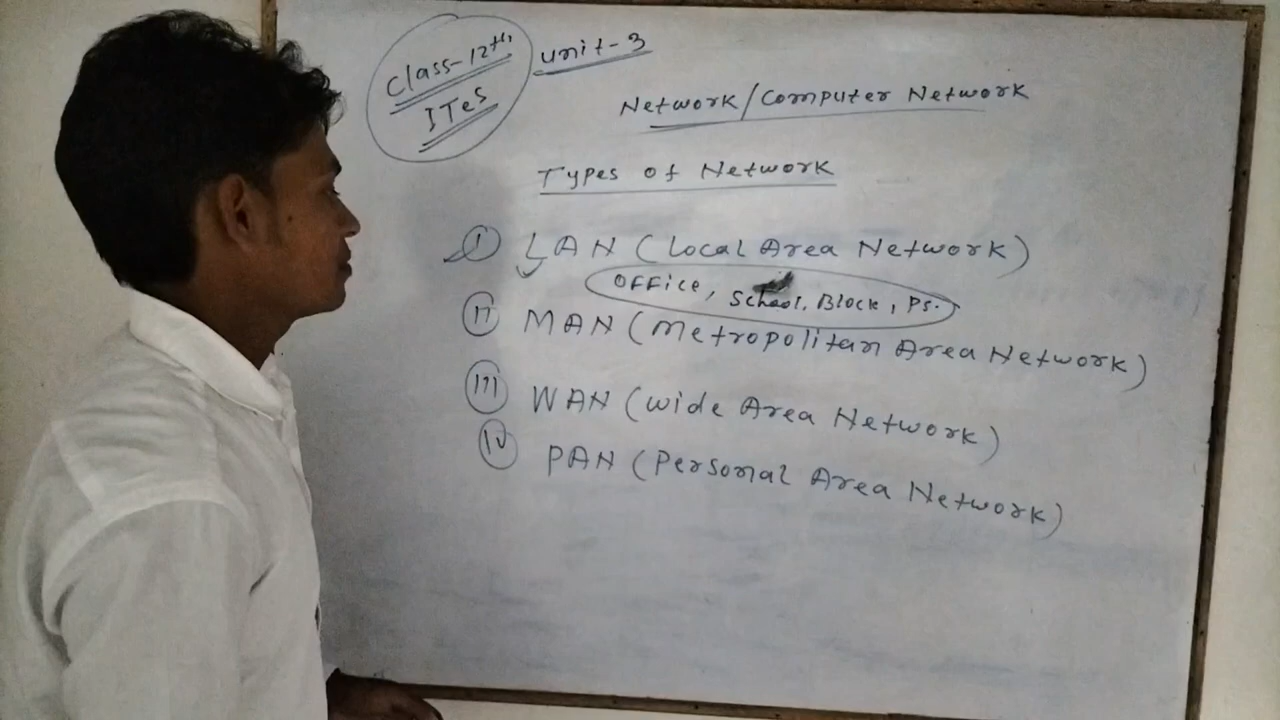 Class-12th, unit-3
ITes
Network/Computer Network
Types of Network
I LAN (Local Area Network)
Office, School, Block, Ps.
II MAN (Metropolitan Area Network)
III WAN (Wide Area Network)
IV PAN (Personal Area Network)